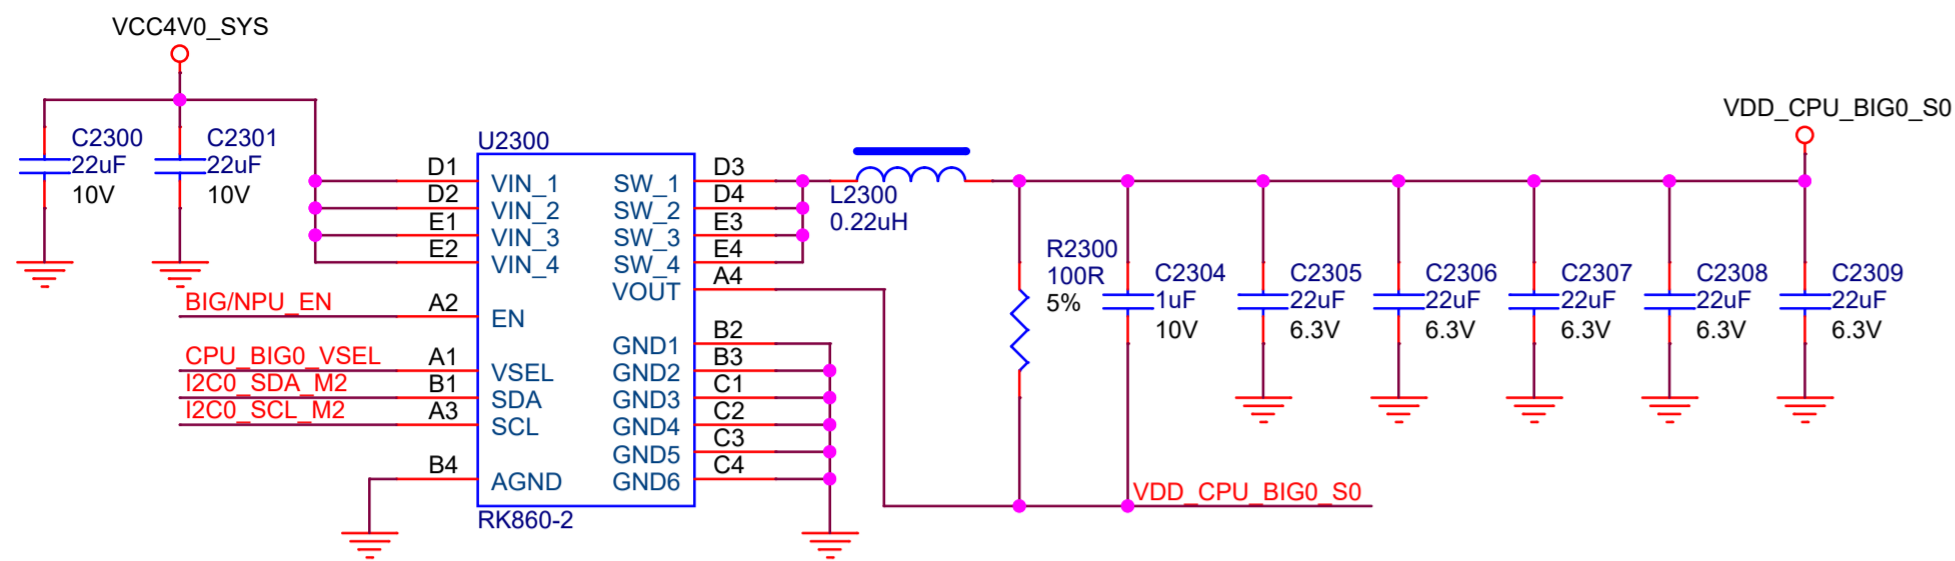 VCC4V0_SYS
VDD_CPU_BIG0_S0
C2300
22uF
10V
C2301
22uF
10V
U2300
D1
D2
E1
E2
A2
A1
B1
A3
B4
VIN_1
VIN_2
VIN_3
VIN_4
EN
VSEL
SDA
SCL
AGND
SW_1
SW_2
SW_3
SW_4
VOUT
GND1
GND2
GND3
GND4
GND5
GND6
D3
D4
E3
E4
A4
B2
B3
C1
C2
C3
C4
RK860-2
BIG/NPU_EN
CPU_BIG0_VSEL
I2C0_SDA_M2
I2C0_SCL_M2
L2300
0.22uH
R2300
100R
5%
C2304
1uF
10V
C2305
22uF
6.3V
C2306
22uF
6.3V
C2307
22uF
6.3V
C2308
22uF
6.3V
C2309
22uF
6.3V
VDD_CPU_BIG0_S0